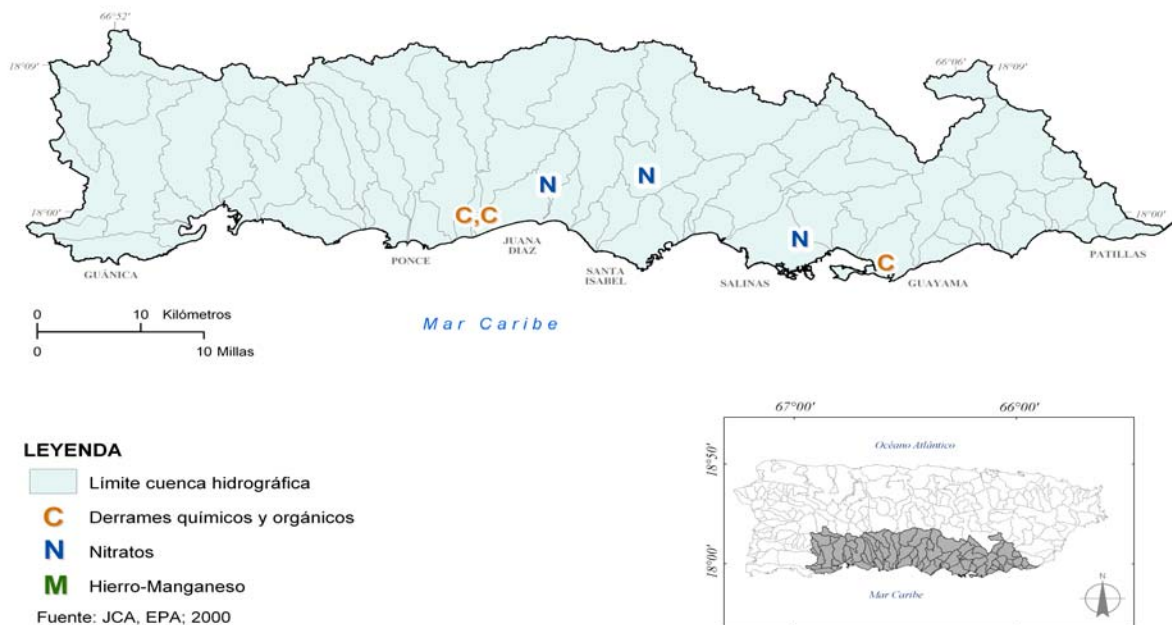 66°52'
18°09'
66°06'
18°09'
N
N
C,C
18°00'
18°00'
N
C
GUÁNICA
PONCE
JUANA
DIAZ
SANTA
ISABEL
SALINAS
GUAYAMA
PATILLAS
0 10 Kilómetros
0 10 Millas
Mar Caribe
LEYENDA
Límite cuenca hidrográfica
C Derrames químicos y orgánicos
N Nitratos
M Hierro-Manganeso
Fuente: JCA, EPA; 2000
67°00' 66°00'
Océano Atlántico
18°50'
18°00'
Mar Caribe
N